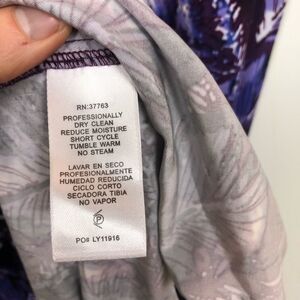 RN:37763
PROFESSIONALLY
DRY CLEAN
REDUCE MOISTURE
SHORT CYCLE
TUMBLE WARM
NO STEAM
LAVAR EN SECO
PROFESIONALMENTE
HUMEDAD REDUCIDA
CICLO CORTO
SECADORA TIBIA
NO VAPOR
P
PO# LY11916